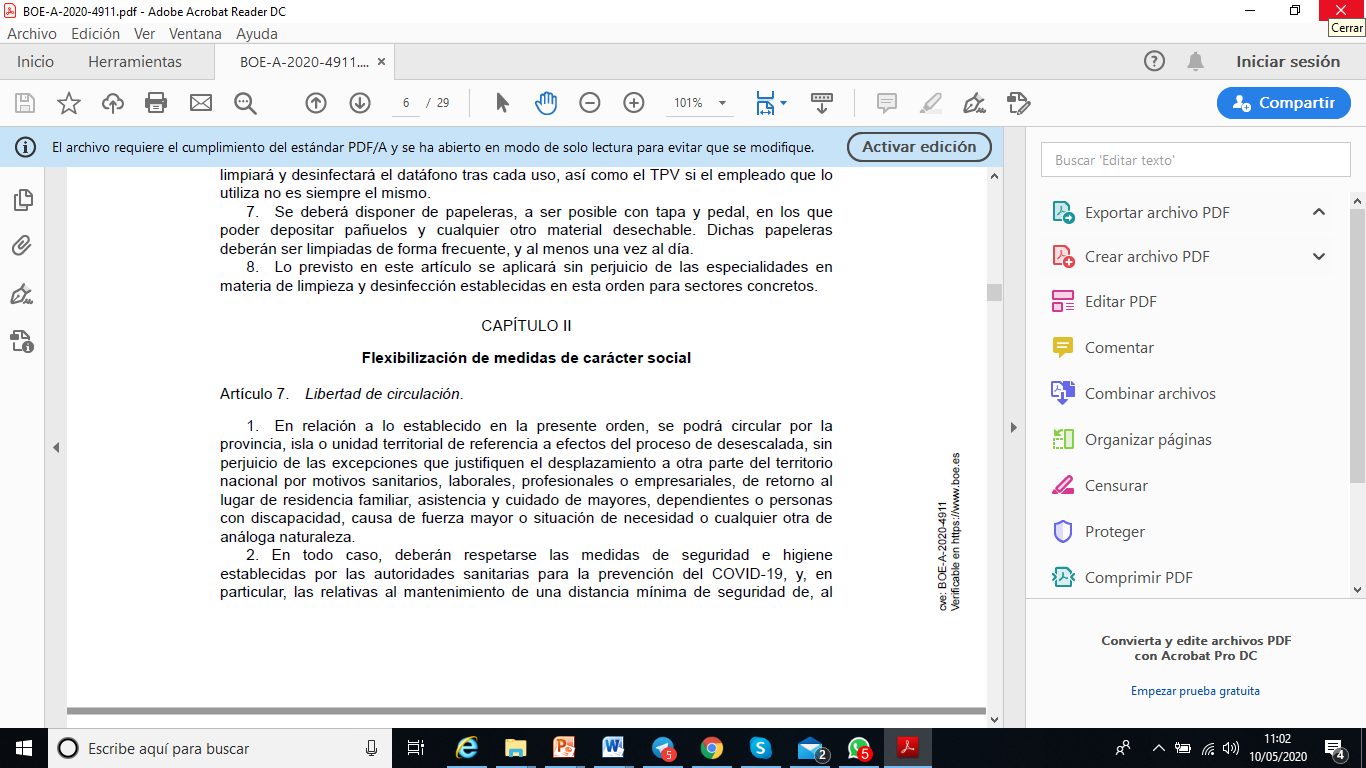 BOE-A-2020-4911.pdf - Adobe Acrobat Reader DC
Cerrar
Archivo Edición Ver Ventana Ayuda
Inicio Herramientas BOE-A-2020-4911.... × Iniciar sesión
6 / 29 101% Compartir
El archivo requiere el cumplimiento del estándar PDF/A y se ha abierto en modo de solo lectura para evitar que se modifique. Activar edición
limpiará y desinfectará el datáfono tras cada uso, así como el TPV si el empleado que lo
utiliza no es siempre el mismo.
7. Se deberá disponer de papeleras, a ser posible con tapa y pedal, en los que
poder depositar pañuelos y cualquier otro material desechable. Dichas papeleras
deberán ser limpiadas de forma frecuente, y al menos una vez al día.
8. Lo previsto en este artículo se aplicará sin perjuicio de las especialidades en
materia de limpieza y desinfección establecidas en esta orden para sectores concretos.
CAPÍTULO II
Flexibilización de medidas de carácter social
Artículo 7. Libertad de circulación.
1. En relación a lo establecido en la presente orden, se podrá circular por la
provincia, isla o unidad territorial de referencia a efectos del proceso de desescalada, sin
perjuicio de las excepciones que justifiquen el desplazamiento a otra parte del territorio
nacional por motivos sanitarios, laborales, profesionales o empresariales, de retorno al
lugar de residencia familiar, asistencia y cuidado de mayores, dependientes o personas
con discapacidad, causa de fuerza mayor o situación de necesidad o cualquier otra de
análoga naturaleza.
2. En todo caso, deberán respetarse las medidas de seguridad e higiene
establecidas por las autoridades sanitarias para la prevención del COVID-19, y, en
particular, las relativas al mantenimiento de una distancia mínima de seguridad de, al
cve: BOE-A-2020-4911
Verificable en https://www.boe.es
Buscar 'Editar texto'
Exportar archivo PDF
Crear archivo PDF
Editar PDF
Comentar
Combinar archivos
Organizar páginas
Censurar
Proteger
Comprimir PDF
Convierta y edite archivos PDF
con Acrobat Pro DC
Empezar prueba gratuita
Escribe aquí para buscar
5
2
5
11:02
10/05/2020
4